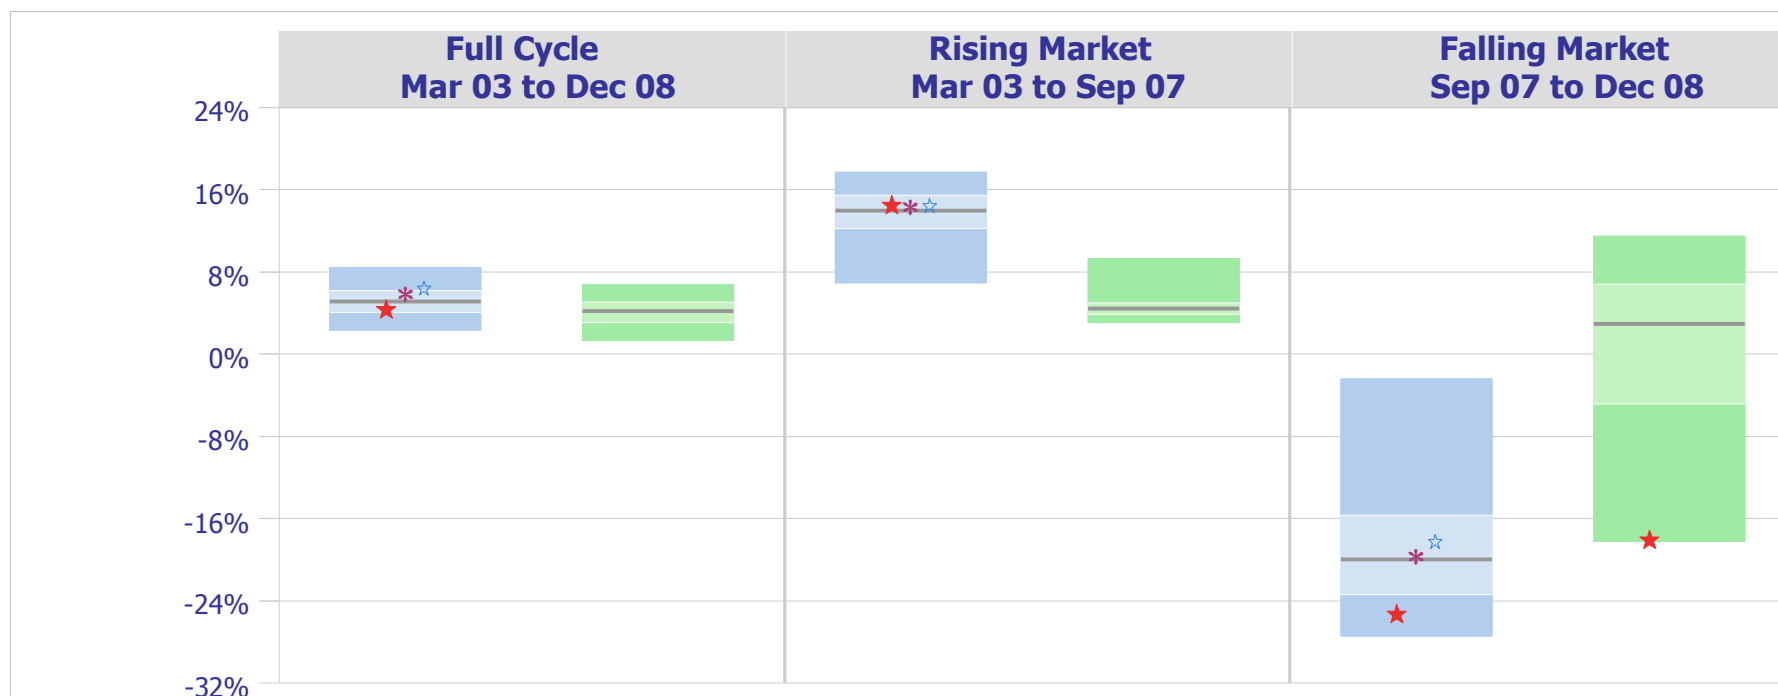 Full Cycle
Mar 03 to Dec 08
Rising Market
Mar 03 to Sep 07
Falling Market
Sep 07 to Dec 08
24%
16%
8%
0%
-8%
-16%
-24%
-32%